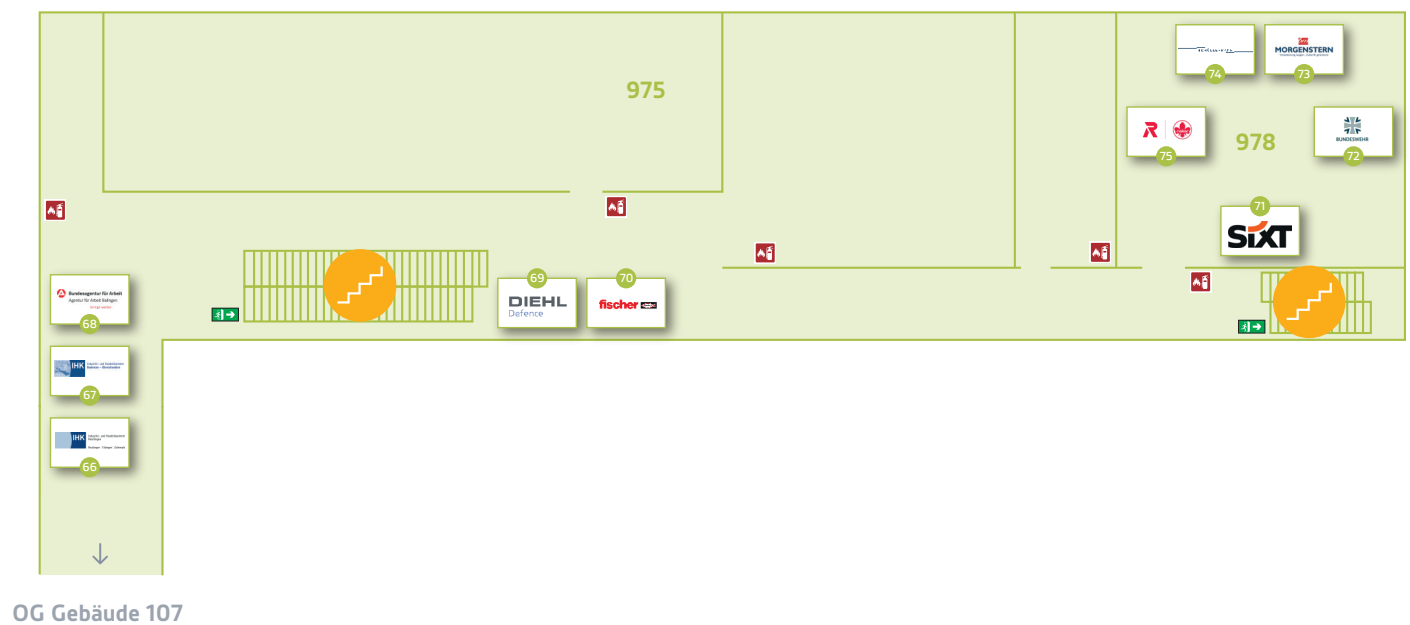 74
MORGENSTERN
73
975
75
978
BUNDESWEHR
72
71
SIXT
Bundesagentur für Arbeit
Agentur für Arbeit Balingen
68
69
DIEHL
Defence
70
fischer
IHK
67
IHK
66
OG Gebäude 107